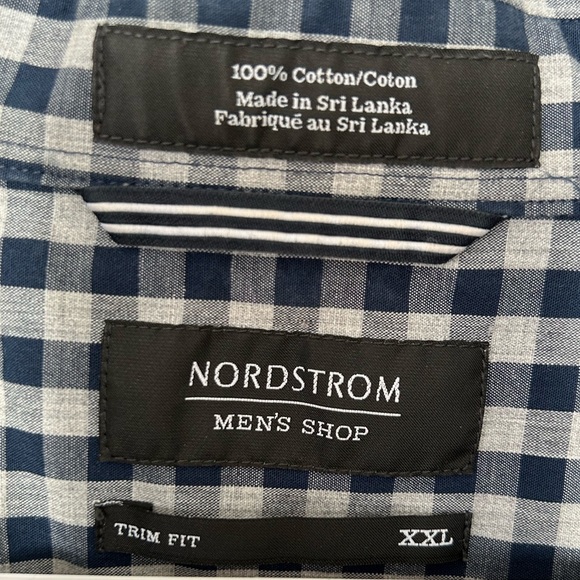 100% Cotton/Coton
Made in Sri Lanka
Fabriqué au Sri Lanka
NORDSTROM
MEN'S SHOP
TRIM FIT XXL